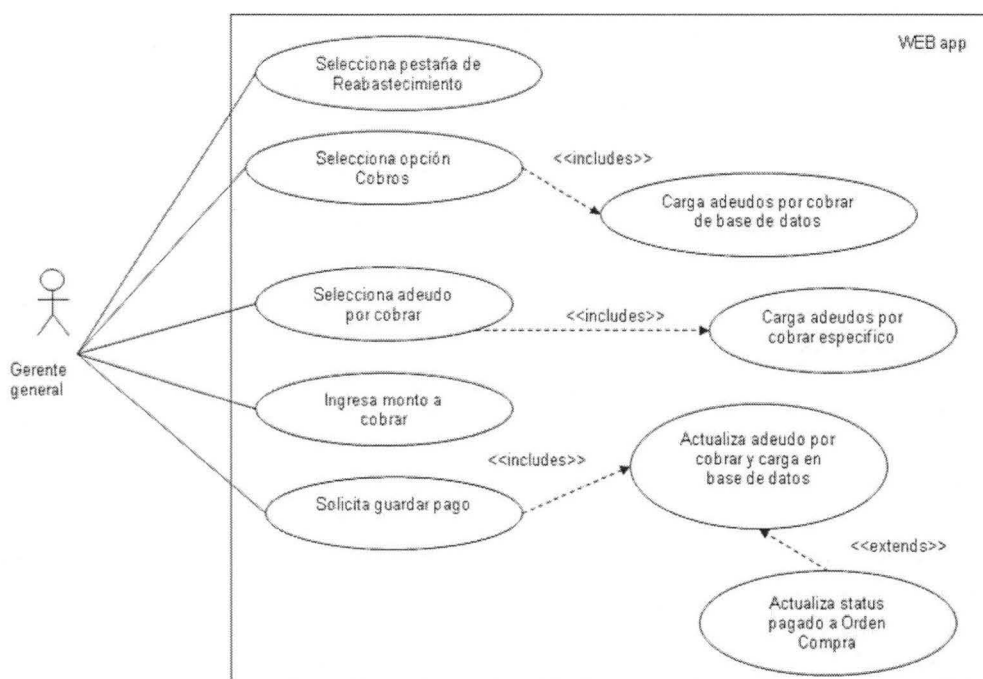 WEB app
Selecciona pestaña de
Reabastecimiento
Selecciona opción
Cobros
<<includes>>
Carga adeudos por cobrar
de base de datos
Selecciona adeudo
por cobrar
<<includes>>
Carga adeudos por
cobrar especifico
Gerente
general
Ingresa monto a
cobrar
Actualiza adeudo por
cobrar y carga en
base de datos
<<includes>>
Solicita guardar pago
<<extends>>
Actualiza status
pagado a Orden
Compra